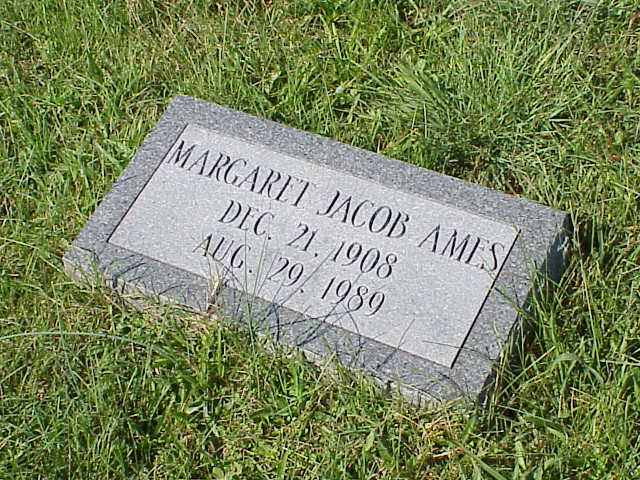 MARGARET JACOB AMES
DEC. 21, 1908
AUG. 29, 1989